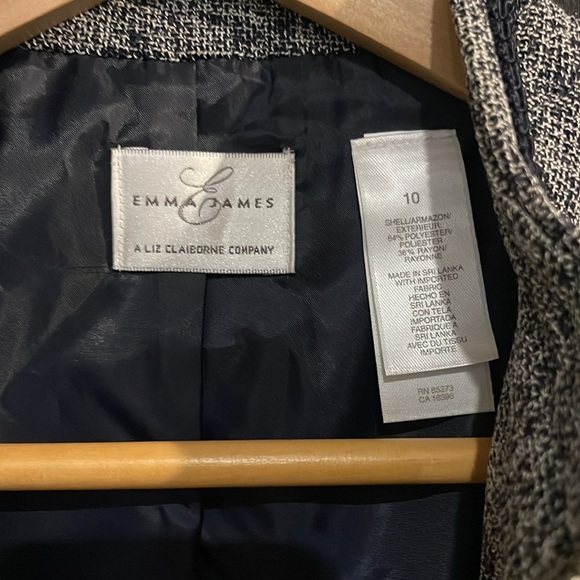 E
EMMA JAMES
A LIZ CLAIBORNE COMPANY
10
SHELL/ARMAZON/
EXTERIEUR:
64% POLYESTER/
POLIESTER
36% RAYON/
RAYONNE
MADE IN SRI LANKA
WITH IMPORTED
FABRIC
HECHO EN
SRI LANKA
CON TELA
IMPORTADA
FABRIQUE A
SRI LANKA
AVEC DU TISSU
IMPORTE
RN 85373
CA 16396